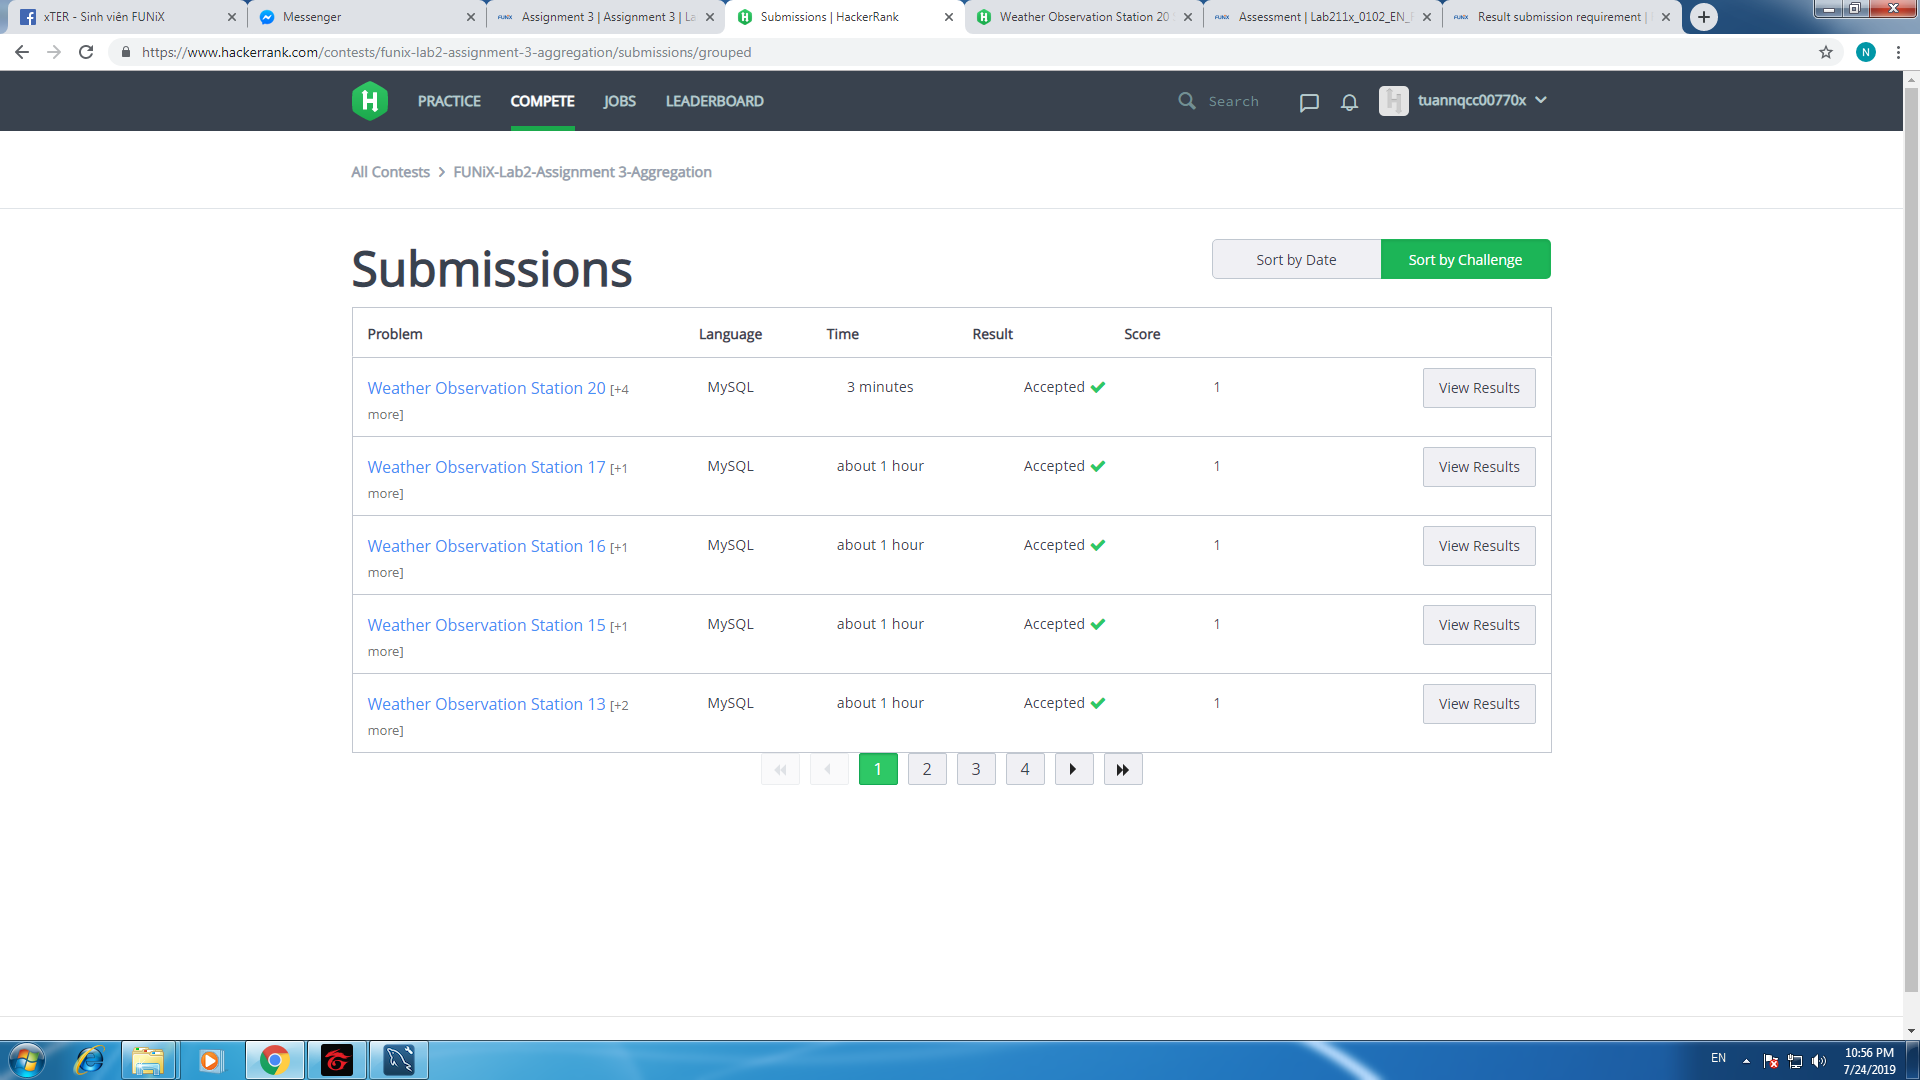 xTER - Sinh viên FUNiX
Messenger
Assignment 3 | Assignment 3 | La
Submissions | HackerRank
Weather Observation Station 20
Assessment | Lab211x_0102_EN_
Result submission requirement |
https://www.hackerrank.com/contests/funix-lab2-assignment-3-aggregation/submissions/grouped
N
PRACTICE
COMPETE
JOBS
LEADERBOARD
Search
tuannqcc00770x
All Contests > FUNiX-Lab2-Assignment 3-Aggregation
Submissions
Sort by Date
Sort by Challenge
Problem Language Time Result Score
Weather Observation Station 20 [+4 MySQL 3 minutes Accepted 1 View Results
more]
Weather Observation Station 17 [+1 MySQL about 1 hour Accepted 1 View Results
more]
Weather Observation Station 16 [+1 MySQL about 1 hour Accepted 1 View Results
more]
Weather Observation Station 15 [+1 MySQL about 1 hour Accepted 1 View Results
more]
Weather Observation Station 13 [+2 MySQL about 1 hour Accepted 1 View Results
more]
1 2 3 4
EN
10:56 PM
7/24/2019